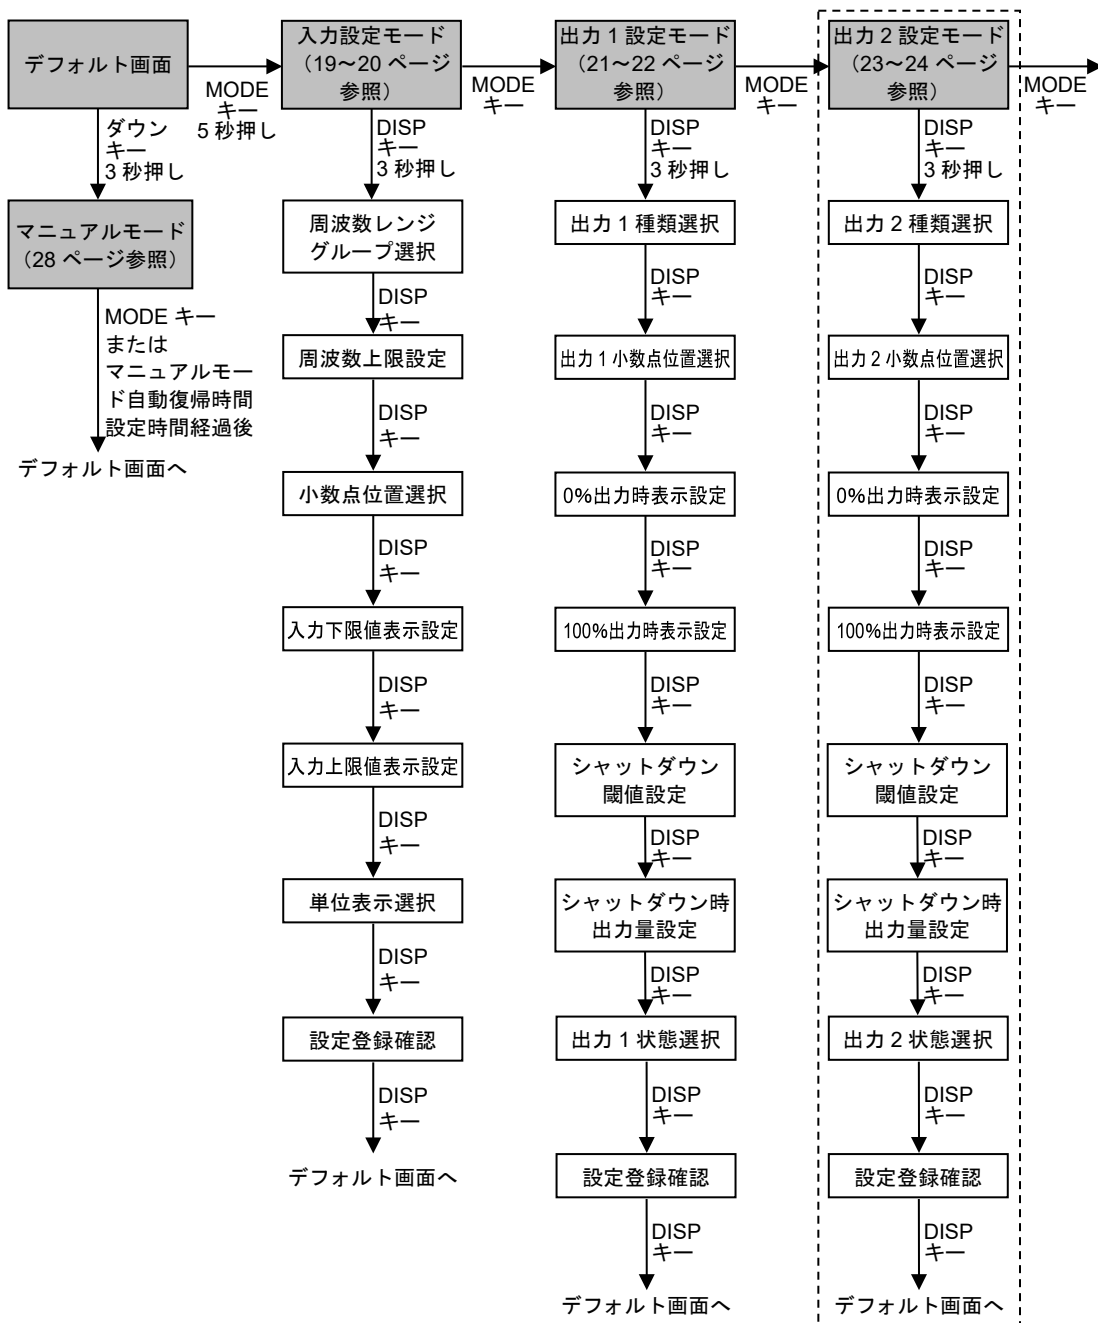 デフォルト画面
MODE
キー
5 秒押し
ダウン
キー
3 秒押し
マニュアルモード
（28 ページ参照）
MODE キー
または
マニュアルモー
ド自動復帰時間
設定時間経過後
デフォルト画面へ
入力設定モード
（19～20 ページ
参照）
MODE
キー
DISP
キー
3 秒押し
周波数レンジ
グループ選択
DISP
キー
周波数上限設定
DISP
キー
小数点位置選択
DISP
キー
入力下限値表示設定
DISP
キー
入力上限値表示設定
DISP
キー
単位表示選択
DISP
キー
設定登録確認
DISP
キー
デフォルト画面へ
出力 1 設定モード
（21～22 ページ
参照）
MODE
キー
DISP
キー
3 秒押し
出力 1 種類選択
DISP
キー
出力 1 小数点位置選択
DISP
キー
0%出力時表示設定
DISP
キー
100%出力時表示設定
DISP
キー
シャットダウン
閾値設定
DISP
キー
シャットダウン時
出力量設定
DISP
キー
出力 1 状態選択
DISP
キー
設定登録確認
DISP
キー
デフォルト画面へ
出力 2 設定モード
（23～24 ページ
参照）
MODE
キー
DISP
キー
3 秒押し
出力 2 種類選択
DISP
キー
出力 2 小数点位置選択
DISP
キー
0%出力時表示設定
DISP
キー
100%出力時表示設定
DISP
キー
シャットダウン
閾値設定
DISP
キー
シャットダウン時
出力量設定
DISP
キー
出力 2 状態選択
DISP
キー
設定登録確認
DISP
キー
デフォルト画面へ